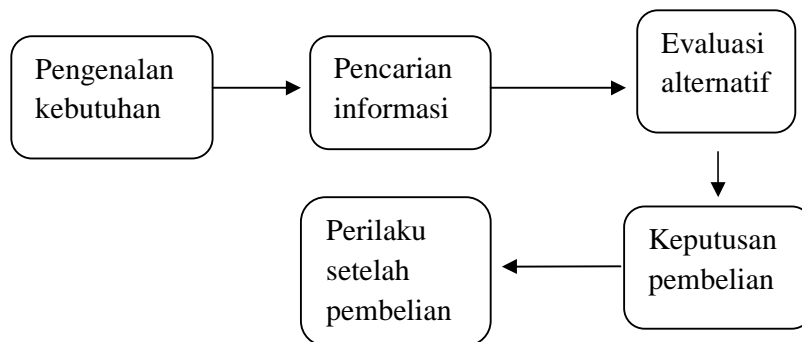 Pengenalan
kebutuhan
Pencarian
informasi
Evaluasi
alternatif
Keputusan
pembelian
Perilaku
setelah
pembelian